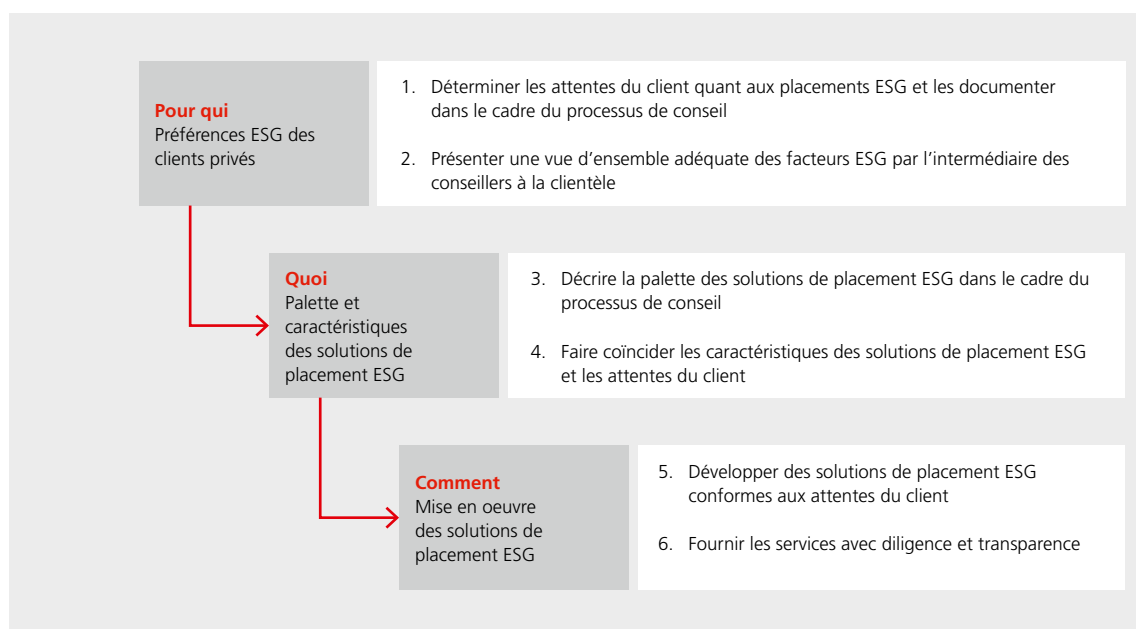 Pour qui
Préférences ESG des
clients privés
1. Déterminer les attentes du client quant aux placements ESG et les documenter
dans le cadre du processus de conseil
2. Présenter une vue d'ensemble adéquate des facteurs ESG par l'intermédiaire des
conseillers à la clientèle
Quoi
Palette et
caractéristiques
des solutions de
placement ESG
3. Décrire la palette des solutions de placement ESG dans le cadre du
processus de conseil
4. Faire coïncider les caractéristiques des solutions de placement ESG
et les attentes du client
Comment
Mise en oeuvre
des solutions de
placement ESG
5. Développer des solutions de placement ESG
conformes aux attentes du client
6. Fournir les services avec diligence et transparence